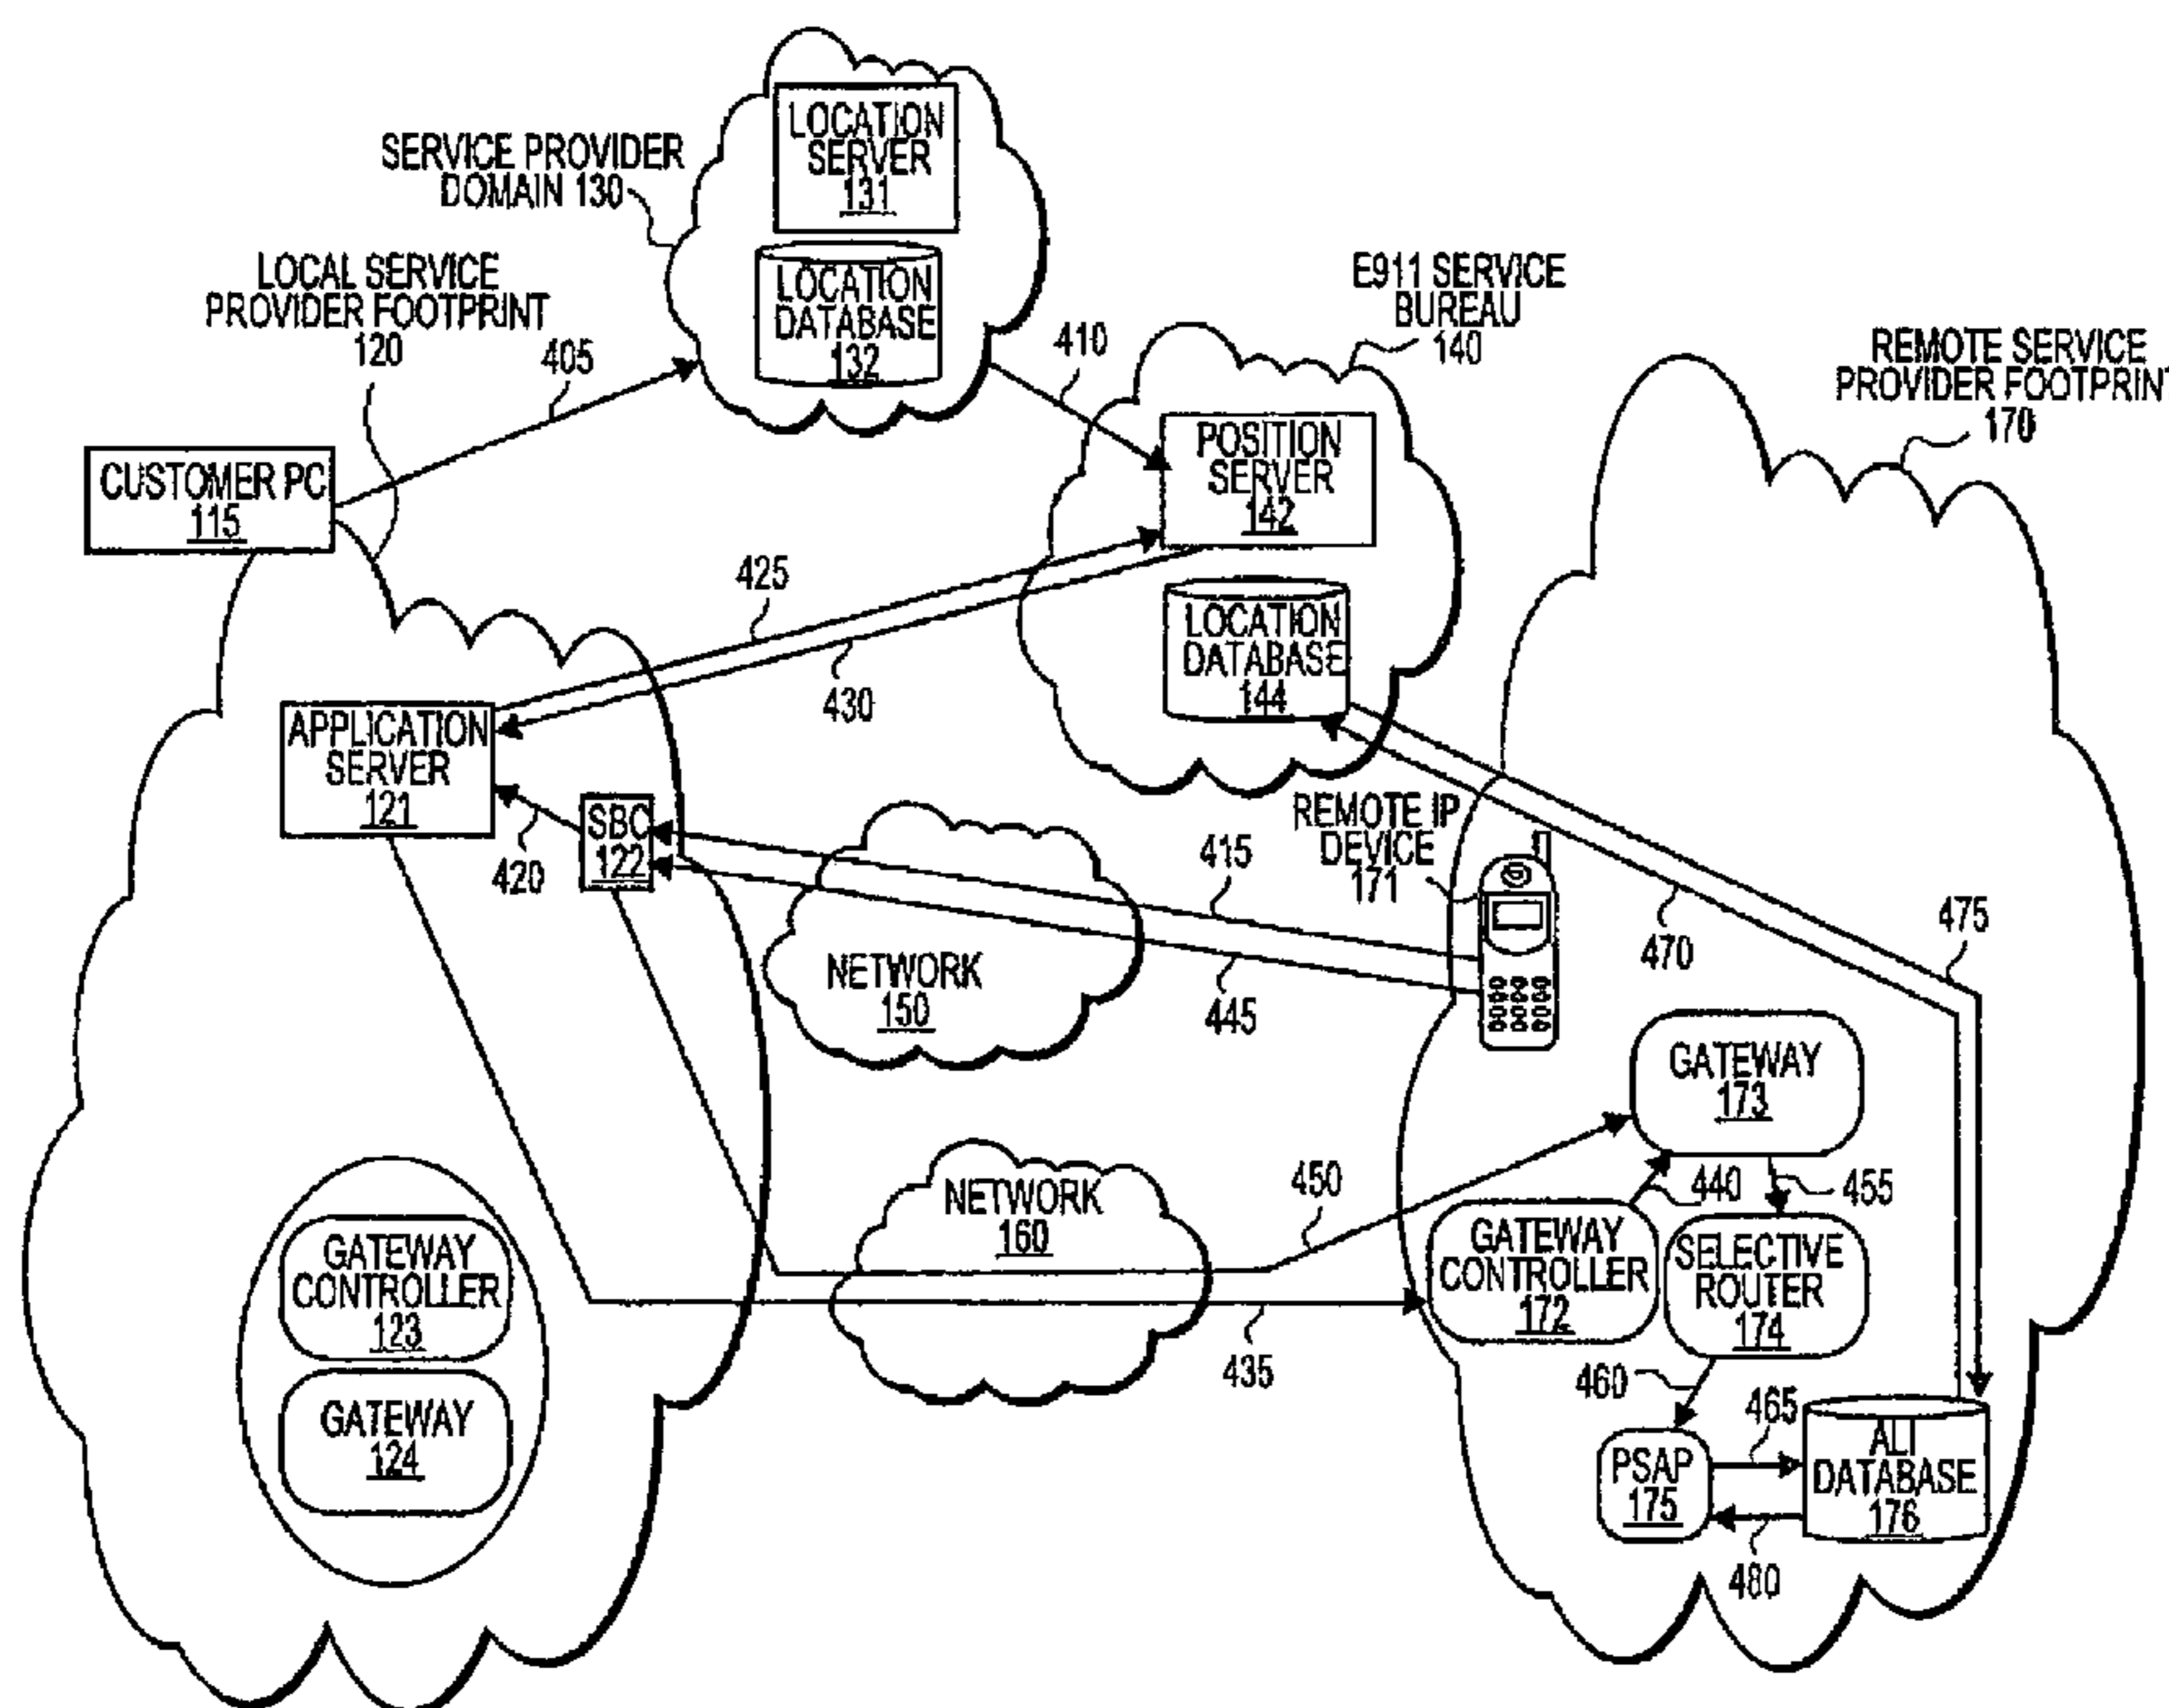 LOCATION
SERVER
131
SERVICE PROVIDER
DOMAIN 130
LOCATION
DATABASE
132
LOCAL SERVICE
PROVIDER FOOTPRINT
120
405
410
E911 SERVICE
BUREAU
140
REMOTE SERVICE
PROVIDER FOOTPRINT
170
CUSTOMER PC
115
POSITION
SERVER
142
425
430
LOCATION
DATABASE
144
APPLICATION
SERVER
121
SBC
122
420
REMOTE IP
DEVICE
171
415
445
470
475
NETWORK
150
GATEWAY
173
NETWORK
160
450
440
455
GATEWAY
CONTROLLER
172
SELECTIVE
ROUTER
174
435
GATEWAY
CONTROLLER
123
GATEWAY
124
460
465
PSAP
175
ALI
DATABASE
176
480